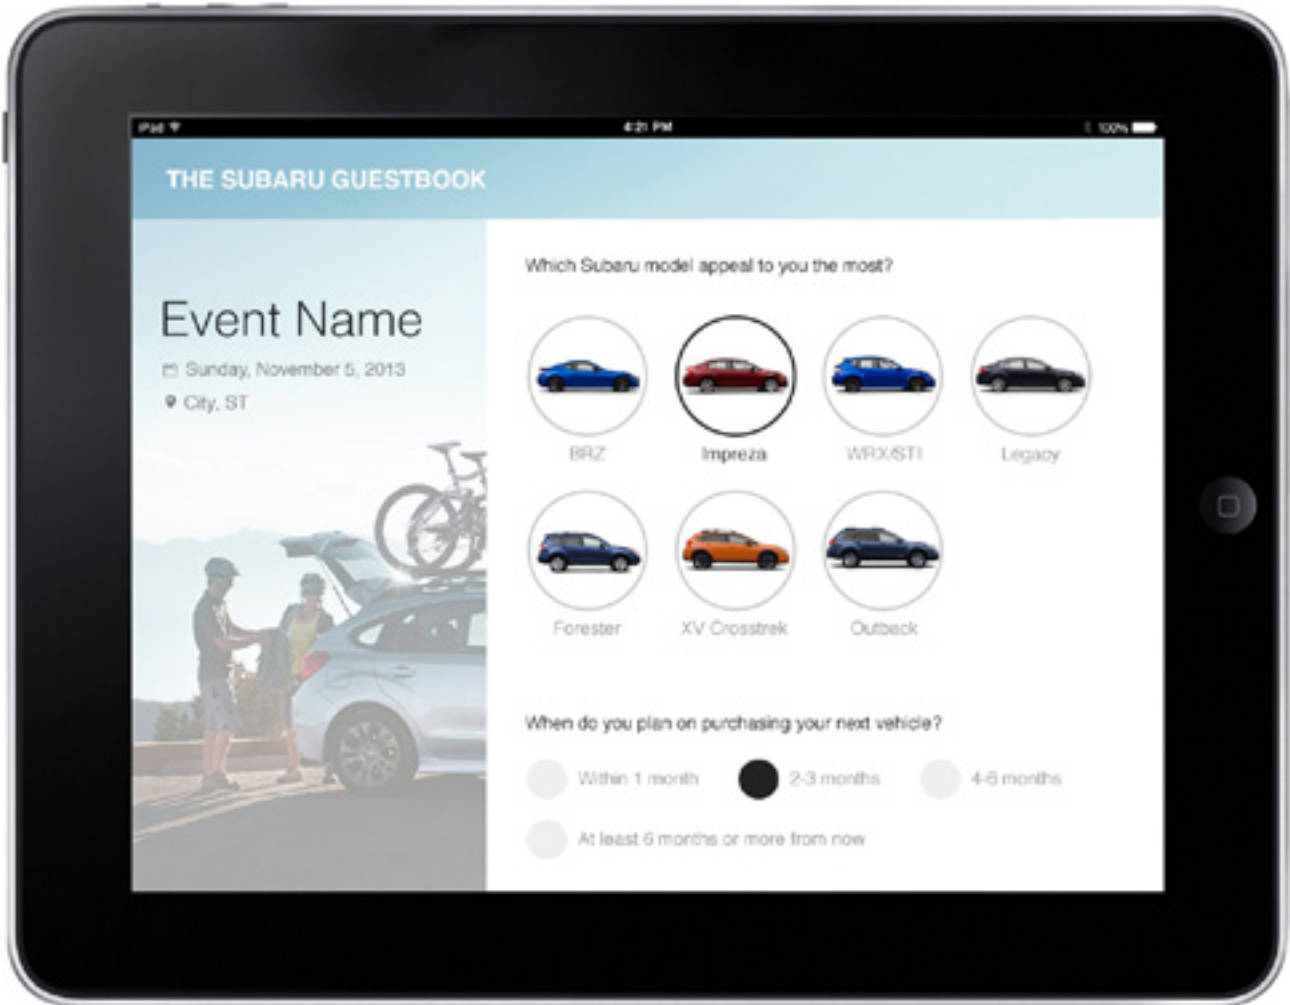 iPad
4:21 PM
100%
THE SUBARU GUESTBOOK
Event Name
Sunday, November 5, 2013
City, ST
Which Subaru model appeal to you the most?
BRZ
Impreza
WRX/STI
Legacy
Forester
XV Crosstrek
Outback
When do you plan on purchasing your next vehicle?
Within 1 month
2-3 months
4-6 months
At least 6 months or more from now